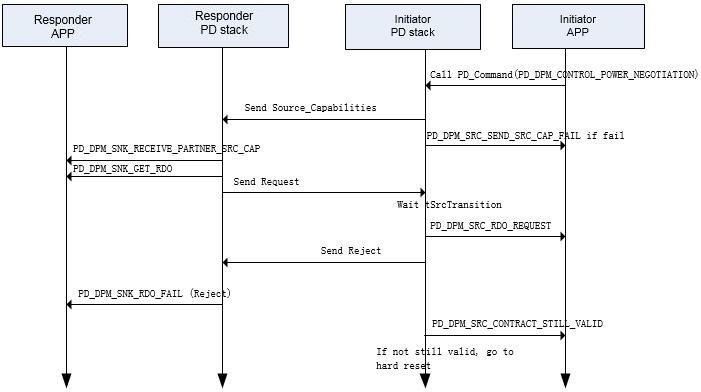 Responder
APP
Responder
PD stack
Initiator
PD stack
Initiator
APP
Call PD_Command(PD_DPM_CONTROL_POWER_NEGOTIATION)
Send Source_Capabilities
PD_DPM_SRC_SEND_SRC_CAP_FAIL if fail
PD_DPM_SNK_RECEIVE_PARTNER_SRC_CAP
PD_DPM_SNK_GET_RDO
Send Request
Wait tSrcTransition
PD_DPM_SRC_RDO_REQUEST
Send Reject
PD_DPM_SNK_RDO_FAIL (Reject)
PD_DPM_SRC_CONTRACT_STILL_VALID
If not still valid, go to
hard reset